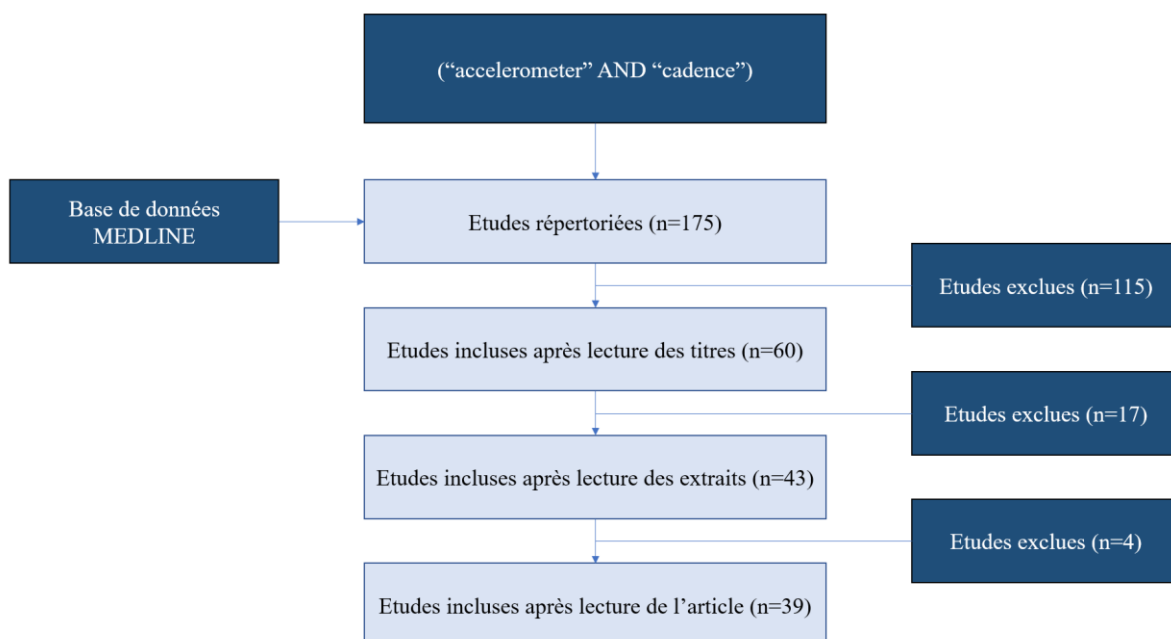 (“accelerometer” AND “cadence”)
Base de données
MEDLINE
Etudes répertoriées (n=175)
Etudes exclues (n=115)
Etudes incluses après lecture des titres (n=60)
Etudes exclues (n=17)
Etudes incluses après lecture des extraits (n=43)
Etudes exclues (n=4)
Etudes incluses après lecture de l’article (n=39)